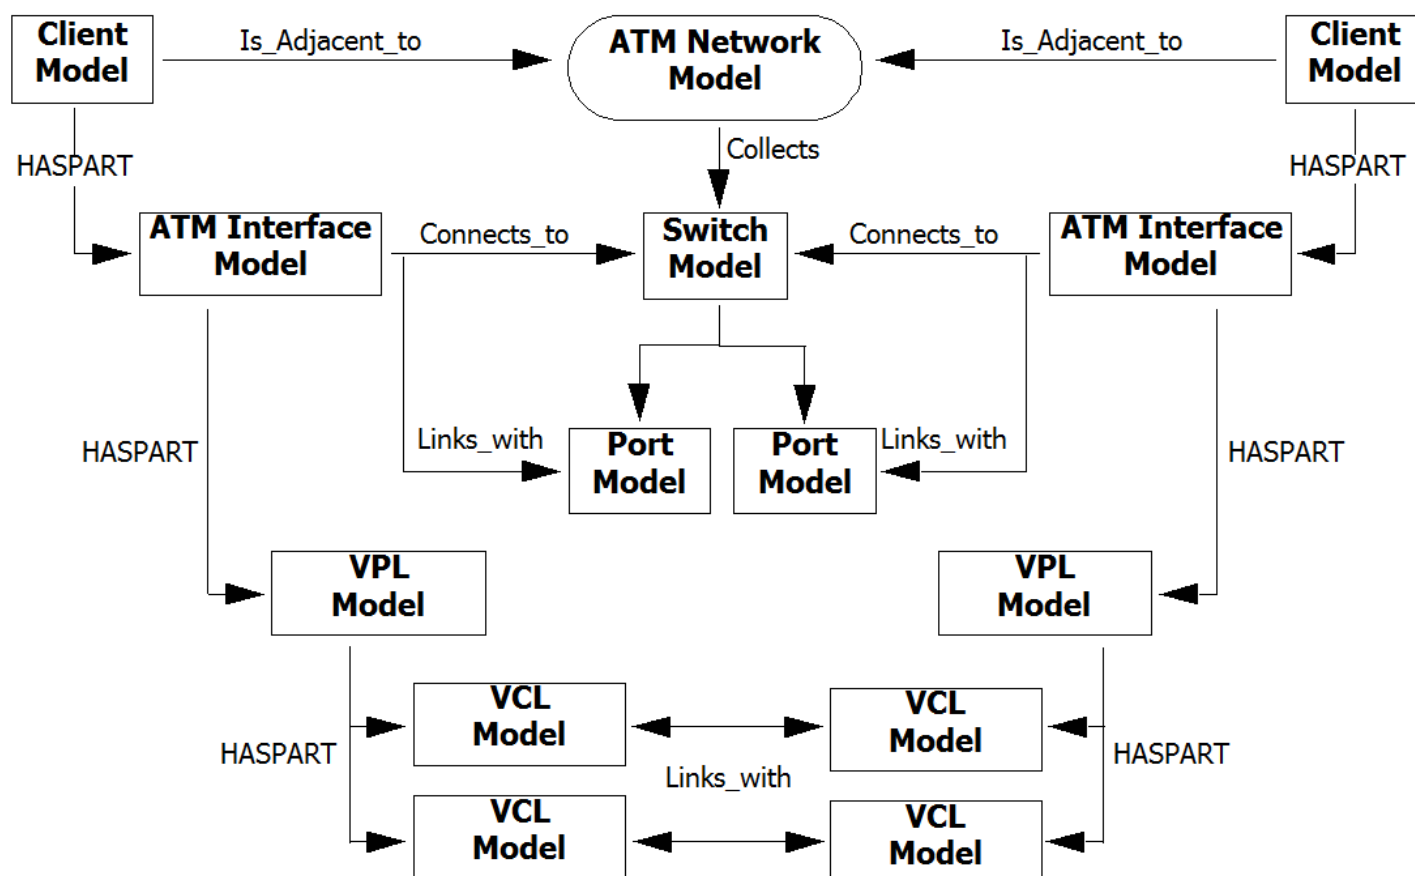 Client
Model
Is_Adjacent_to
ATM Network
Model
Is_Adjacent_to
Client
Model
HASPART
Collects
HASPART
ATM Interface
Model
Connects_to
Switch
Model
Connects_to
ATM Interface
Model
HASPART
Links_with
Port
Model
Port
Model
Links_with
HASPART
VPL
Model
VPL
Model
VCL
Model
VCL
Model
HASPART
Links_with
HASPART
VCL
Model
VCL
Model